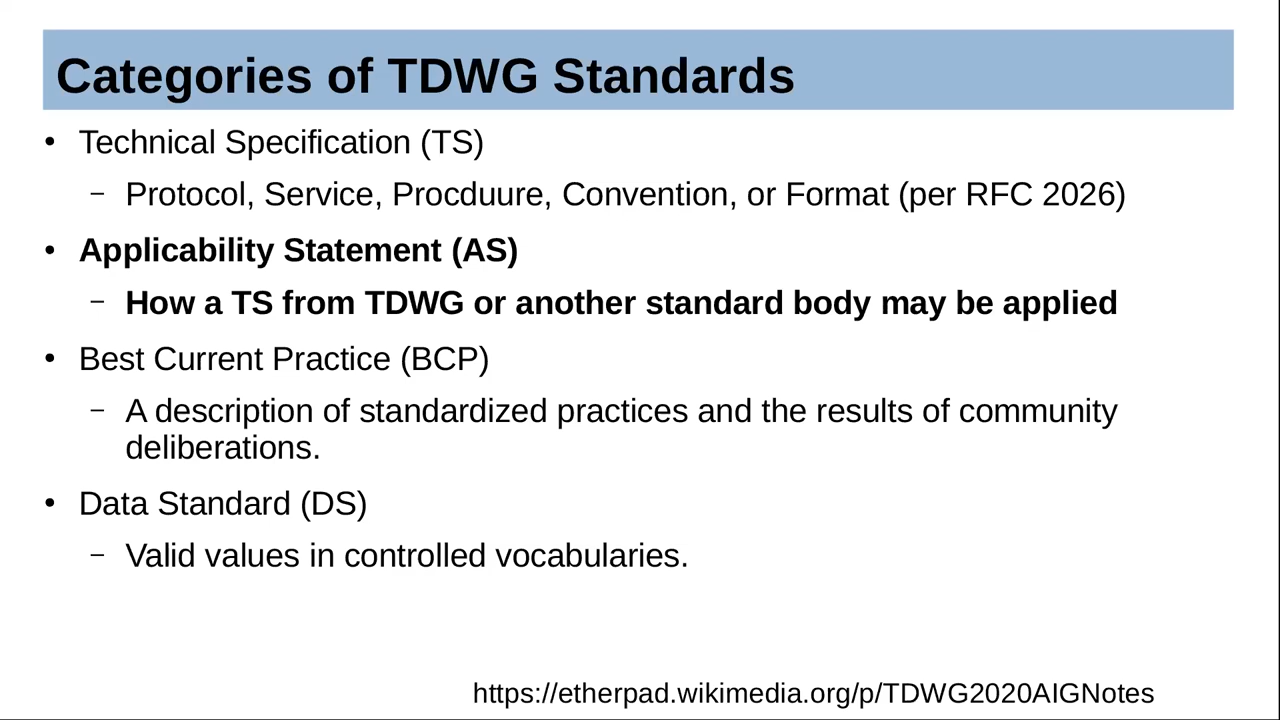 Categories of TDWG Standards
• Technical Specification (TS)
– Protocol, Service, Procduure, Convention, or Format (per RFC 2026)
• Applicability Statement (AS)
– How a TS from TDWG or another standard body may be applied
• Best Current Practice (BCP)
– A description of standardized practices and the results of community
deliberations.
• Data Standard (DS)
– Valid values in controlled vocabularies.
https://etherpad.wikimedia.org/p/TDWG2020AIGNotes